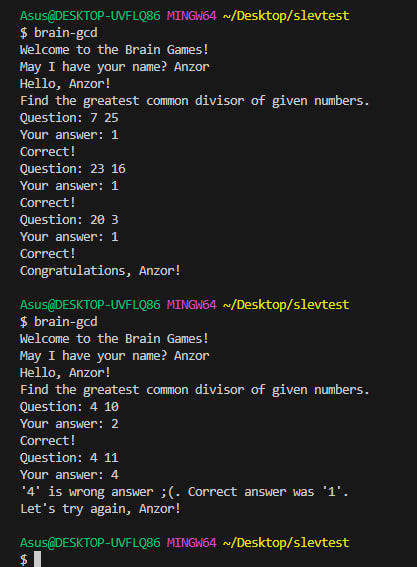 Asus@DESKTOP-UVFLQ86 MINGW64 ~/Desktop/slevtest
$ brain-gcd
Welcome to the Brain Games!
May I have your name? Anzor
Hello, Anzor!
Find the greatest common divisor of given numbers.
Question: 7 25
Your answer: 1
Correct!
Question: 23 16
Your answer: 1
Correct!
Question: 20 3
Your answer: 1
Correct!
Congratulations, Anzor!
Asus@DESKTOP-UVFLQ86 MINGW64 ~/Desktop/slevtest
$ brain-gcd
Welcome to the Brain Games!
May I have your name? Anzor
Hello, Anzor!
Find the greatest common divisor of given numbers.
Question: 4 10
Your answer: 2
Correct!
Question: 4 11
Your answer: 4
'4' is wrong answer ;(. Correct answer was '1'.
Let's try again, Anzor!
Asus@DESKTOP-UVFLQ86 MINGW64 ~/Desktop/slevtest
$